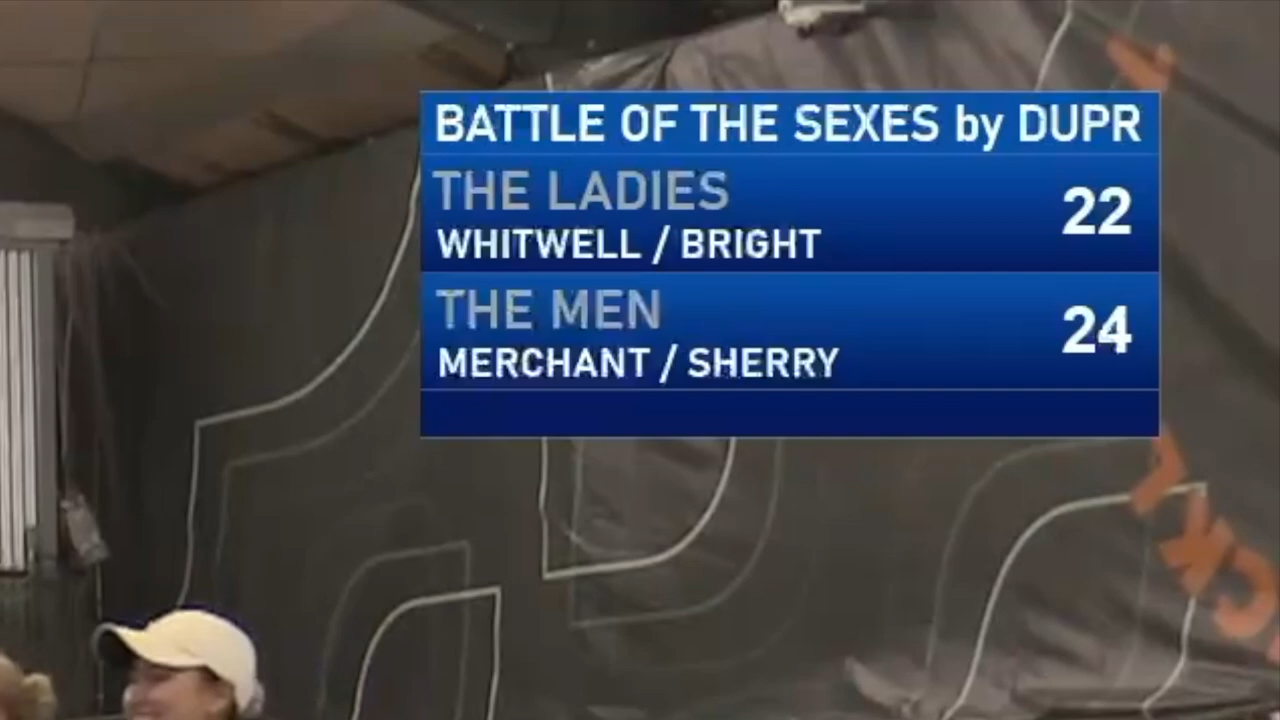 BATTLE OF THE SEXES by DUPR
THE LADIES
22
WHITWELL / BRIGHT
THE MEN
24
MERCHANT / SHERRY